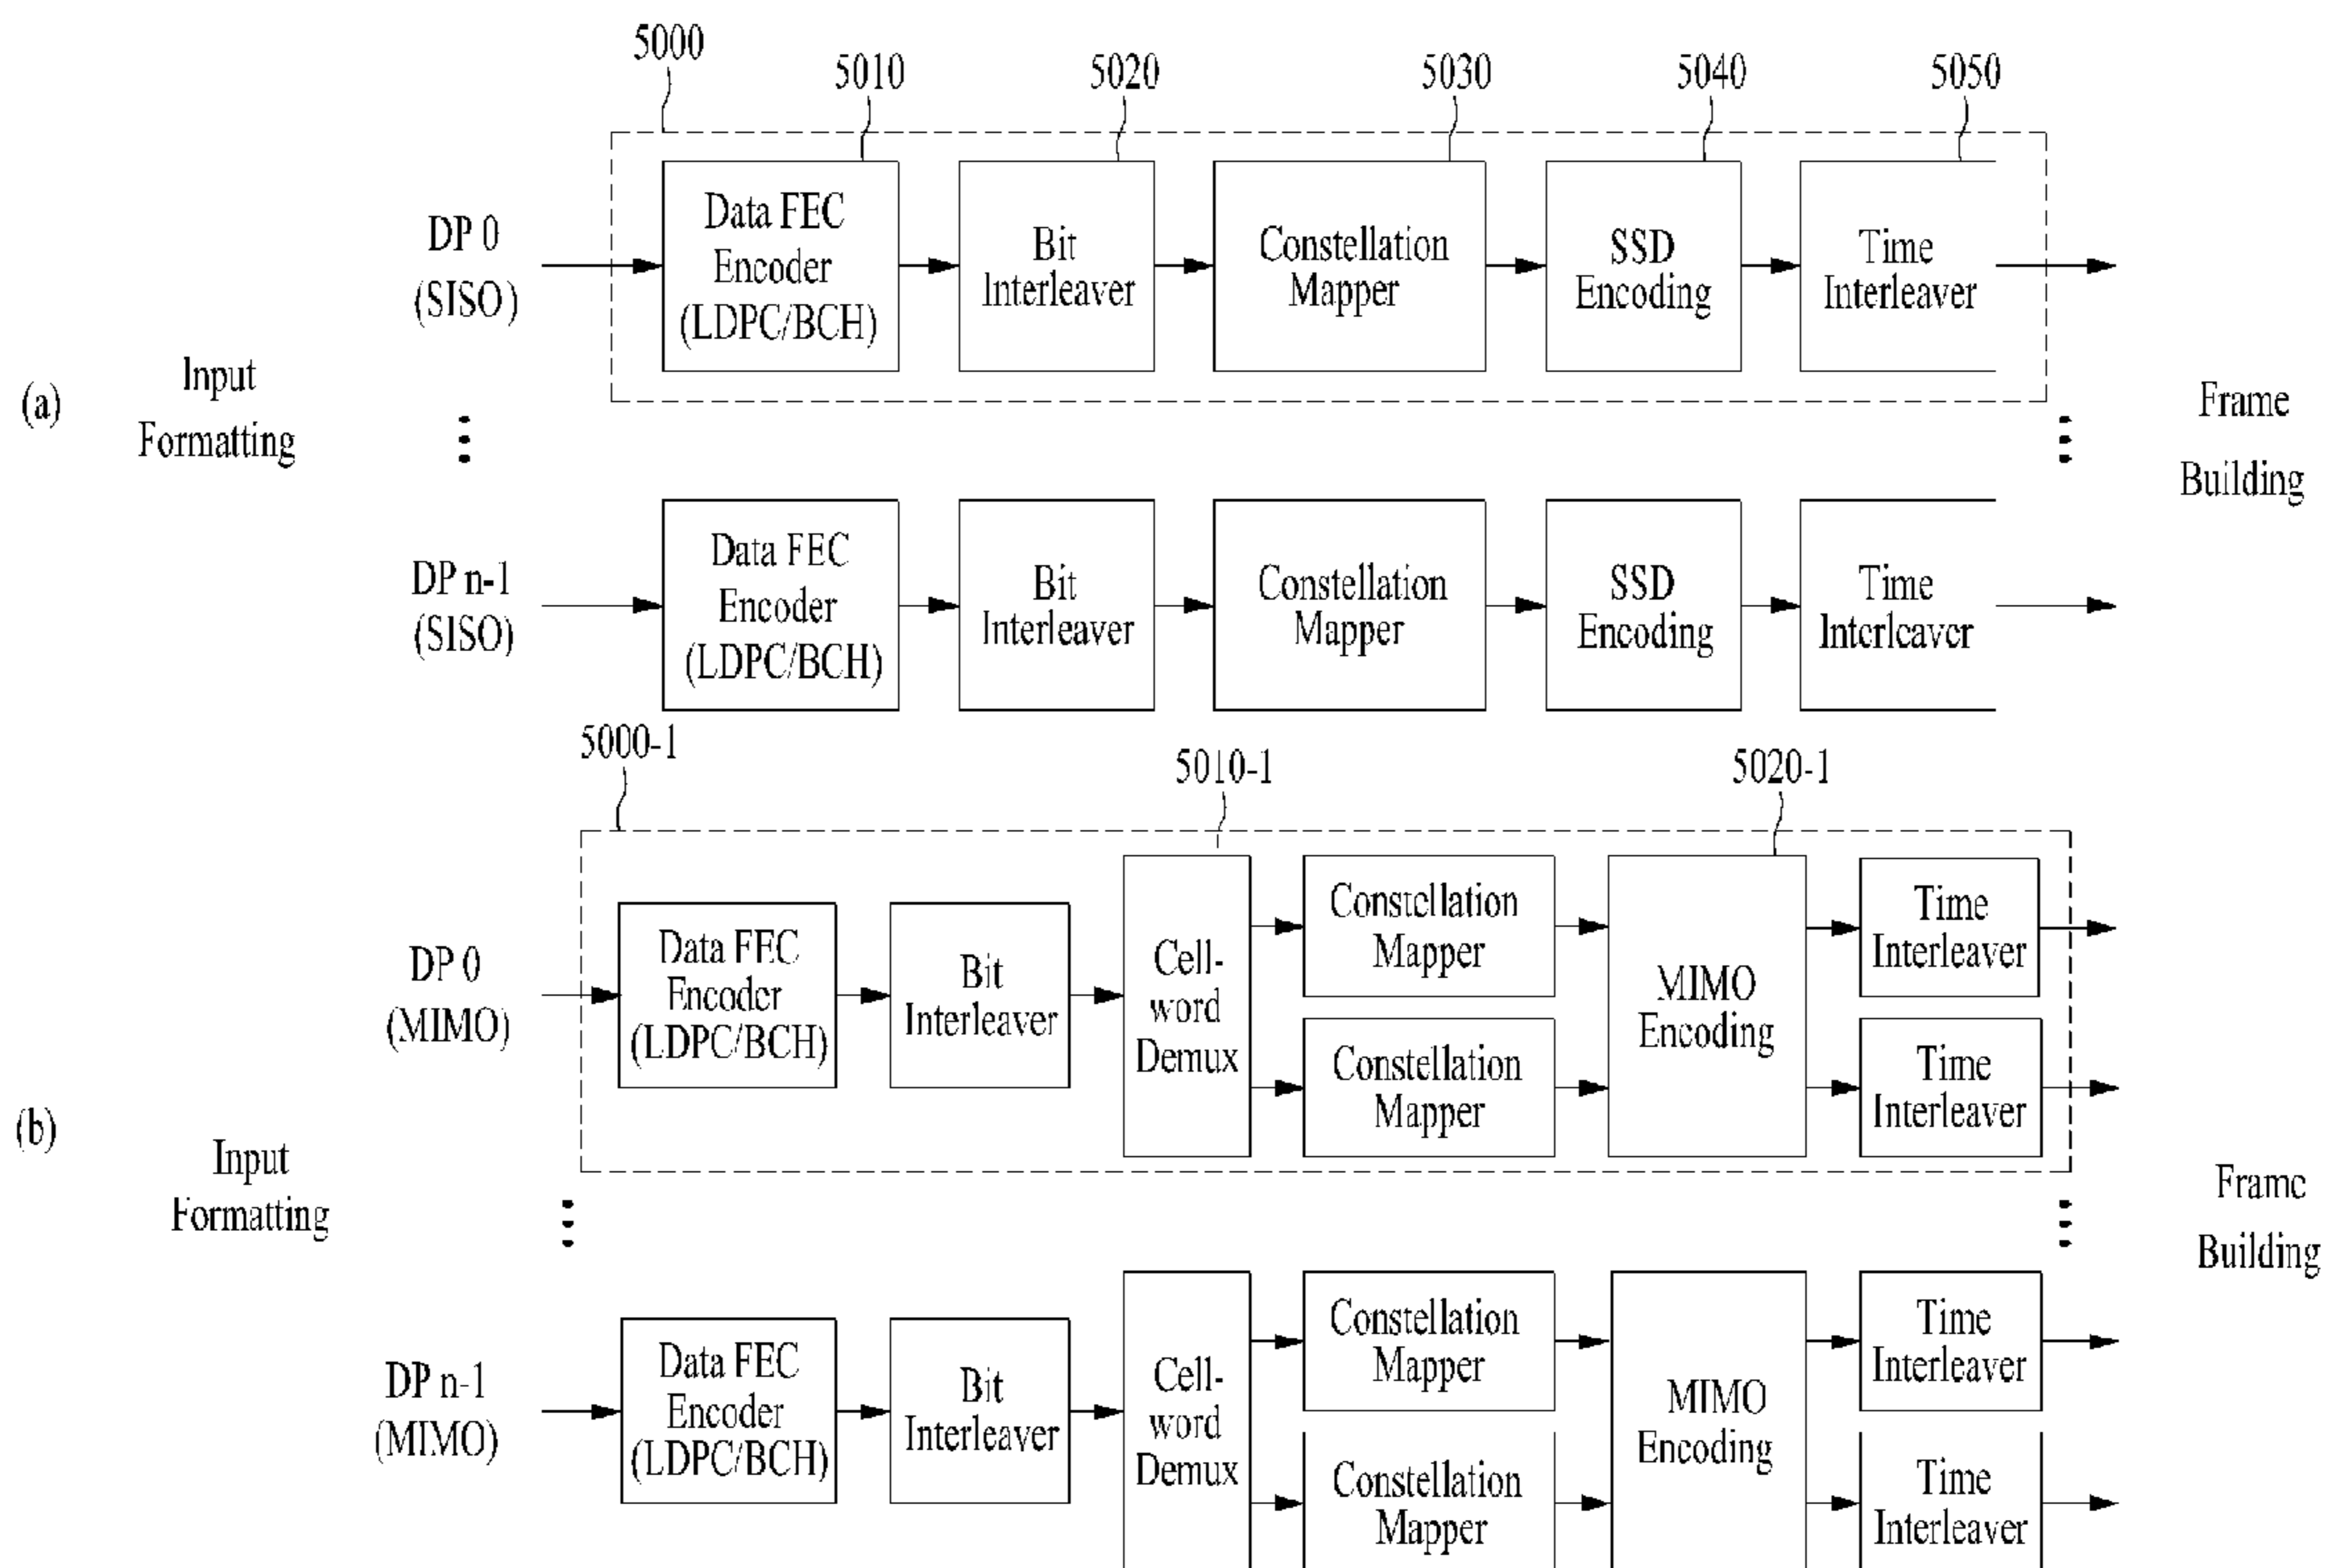 5000
5010
5020
5030
5040
5050
DP 0
(SISO)
Data FEC
Encoder
(LDPC/BCH)
Bit
Interleaver
Constellation
Mapper
SSD
Encoding
Time
Interleaver
(a)
Input
Formatting
Frame
Building
DP n-1
(SISO)
Data FEC
Encoder
(LDPC/BCH)
Bit
Interleaver
Constellation
Mapper
SSD
Encoding
Time
Interleaver
5000-1
5010-1
5020-1
DP 0
(MIMO)
Data FEC
Encoder
(LDPC/BCH)
Bit
Interleaver
Cell-
word
Demux
Constellation
Mapper
Constellation
Mapper
MIMO
Encoding
Time
Interleaver
Time
Interleaver
(b)
Input
Formatting
Frame
Building
DP n-1
(MIMO)
Data FEC
Encoder
(LDPC/BCH)
Bit
Interleaver
Cell-
word
Demux
Constellation
Mapper
Constellation
Mapper
MIMO
Encoding
Time
Interleaver
Time
Interleaver